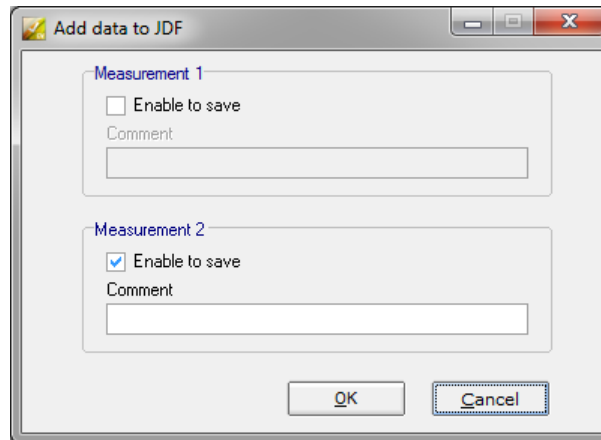 Add data to JDF
Measurement 1
Enable to save
Comment
Measurement 2
Enable to save
Comment
OK
Cancel